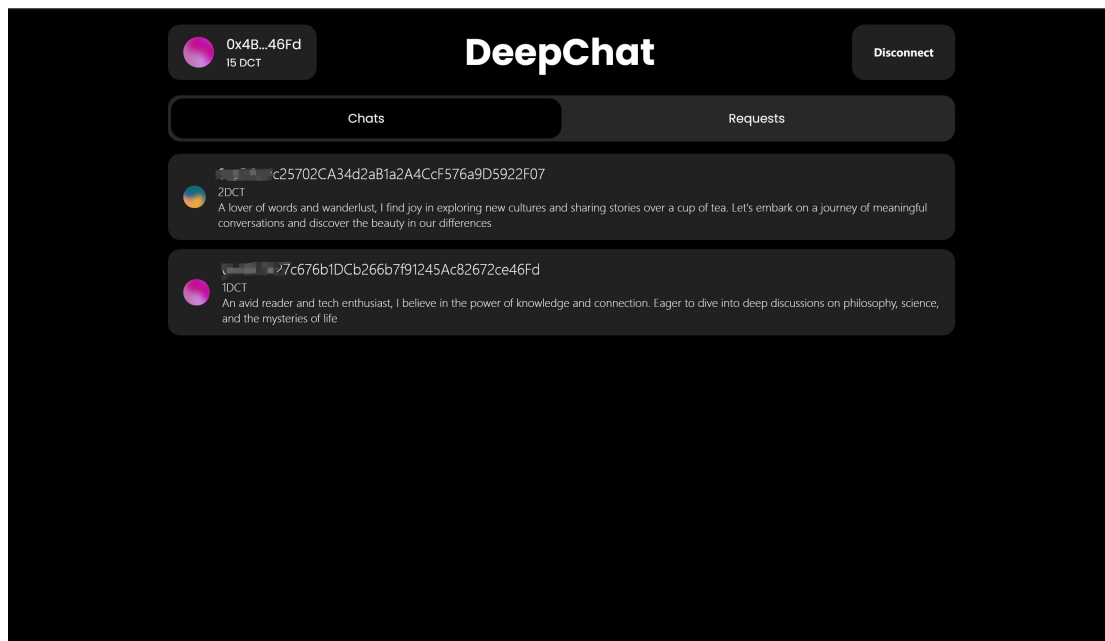 0x4B...46Fd
15 DCT
DeepChat
Disconnect
Chats
Requests
c25702CA34d2aB1a2A4CcF576a9D5922F07
2DCT
A lover of words and wanderlust, I find joy in exploring new cultures and sharing stories over a cup of tea. Let's embark on a journey of meaningful
conversations and discover the beauty in our differences
7c676b1DCb266b7f91245Ac82672ce46Fd
1DCT
An avid reader and tech enthusiast, I believe in the power of knowledge and connection. Eager to dive into deep discussions on philosophy, science,
and the mysteries of life